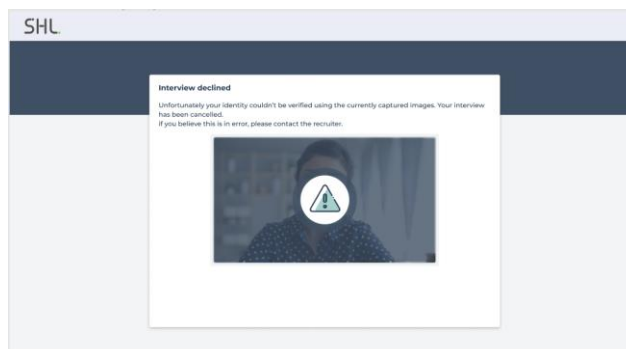 SHL.
Interview declined
Unfortunately your identity couldn't be verified using the currently captured images. Your interview
has been cancelled.
If you believe this is in error, please contact the recruiter.